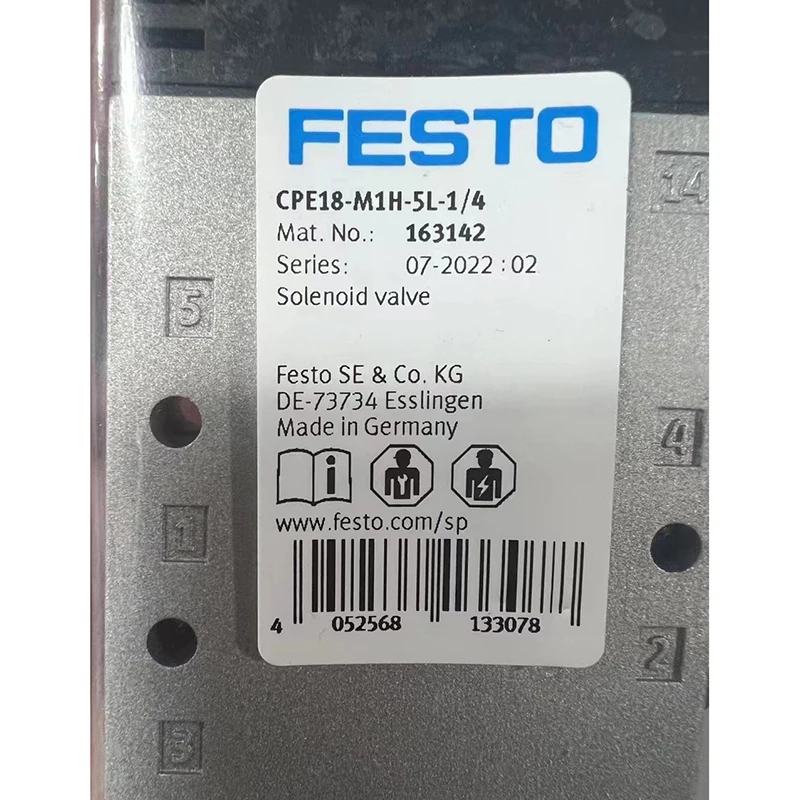 FESTO
CPE18-M1H-5L-1/4
Mat. No.: 163142
Series: 07-2022 : 02
Solenoid valve
Festo SE & Co. KG
DE-73734 Esslingen
Made in Germany
www.festo.com/sp
4 052568 133078
14
5
4
1
2
3